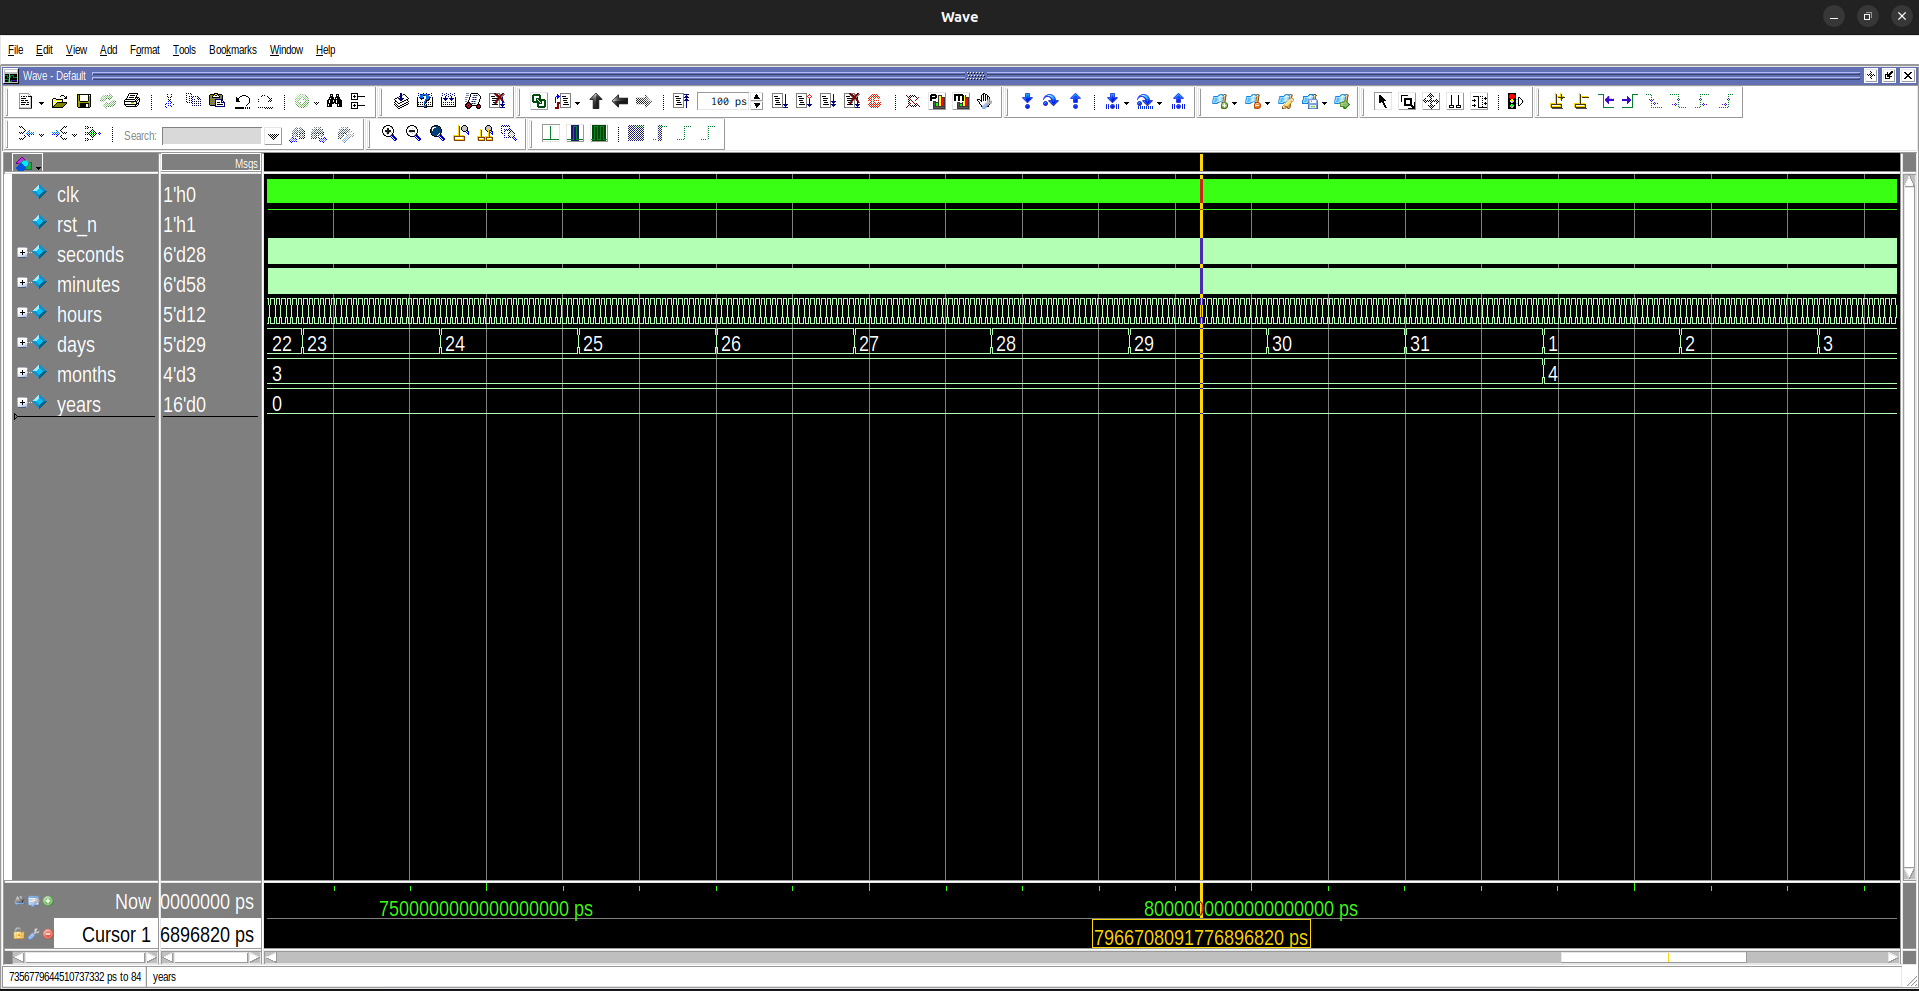 Wave
File Edit View Add Format Tools Bookmarks Window Help
Wave - Default
100 ps
Search:
Msgs
clk 1'h0
rst_n 1'h1
seconds 6'd28
minutes 6'd58
hours 5'd12
days 5'd29 22 23 24 25 26 27 28 29 30 31 1 2 3
months 4'd3 3 4
years 16'd0 0
Now 0000000 ps 7500000000000000000 ps 8000000000000000000 ps
Cursor 1 6896820 ps 7966708091776896820 ps
7356779644510737332 ps to 84 years